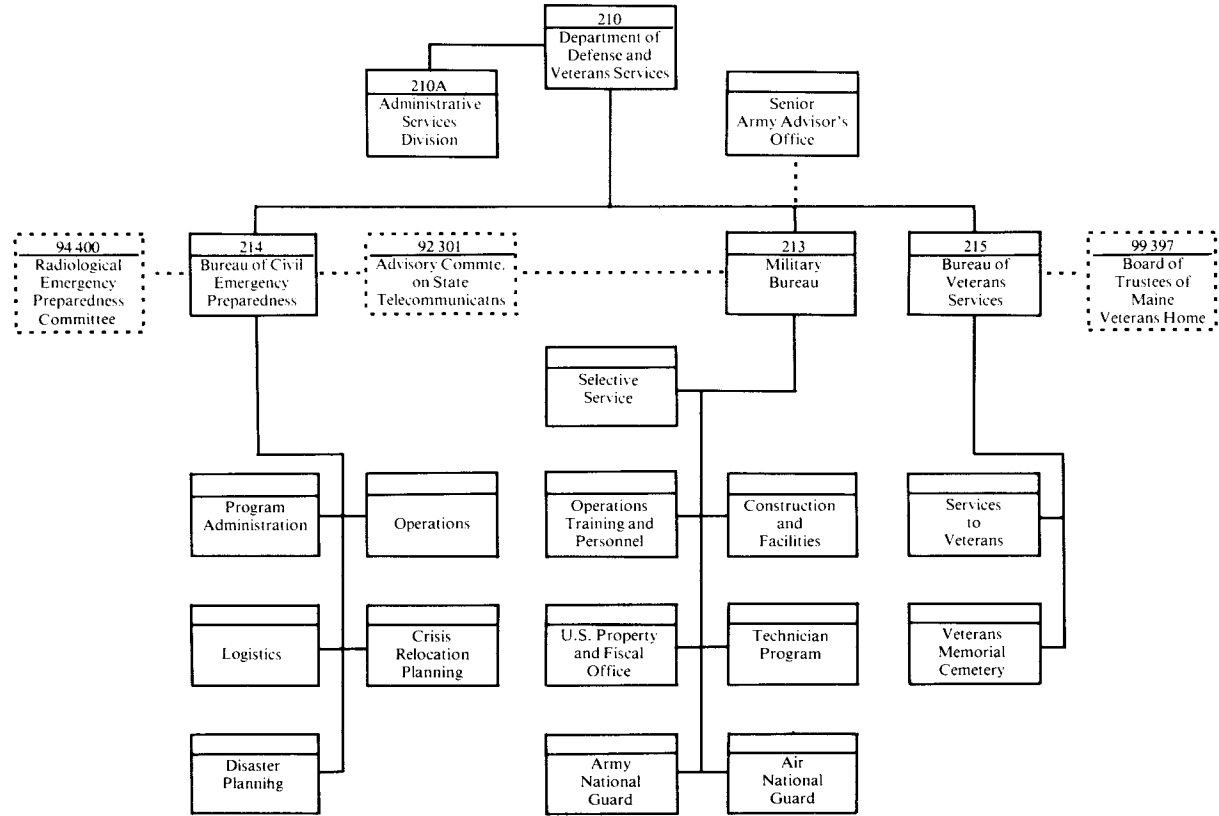 210
Department of
Defense and
Veterans Services
210A
Administrative
Services
Division
Senior
Army Advisor's
Office
94 400
Radiological
Emergency
Preparedness
Committee
214
Bureau of Civil
Emergency
Preparedness
92 301
Advisory Commte.
on State
Telecommunicatns
213
Military
Bureau
215
Bureau of
Veterans
Services
99 397
Board of
Trustees of
Maine
Veterans Home
Selective
Service
Program
Administration
Operations
Operations
Training and
Personnel
Construction
and
Facilities
Services
to
Veterans
Logistics
Crisis
Relocation
Planning
U.S. Property
and Fiscal
Office
Technician
Program
Veterans
Memorial
Cemetery
Disaster
Planning
Army
National
Guard
Air
National
Guard